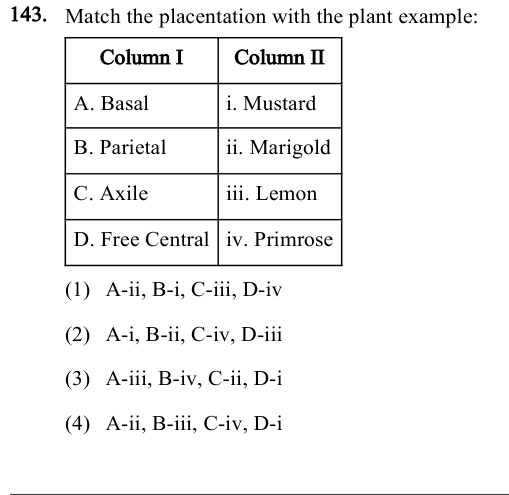 143. Match the placentation with the plant example:
Column I Column II
A. Basal i. Mustard
B. Parietal ii. Marigold
C. Axile iii. Lemon
D. Free Central iv. Primrose
(1) A-ii, B-i, C-iii, D-iv
(2) A-i, B-ii, C-iv, D-iii
(3) A-iii, B-iv, C-ii, D-i
(4) A-ii, B-iii, C-iv, D-i